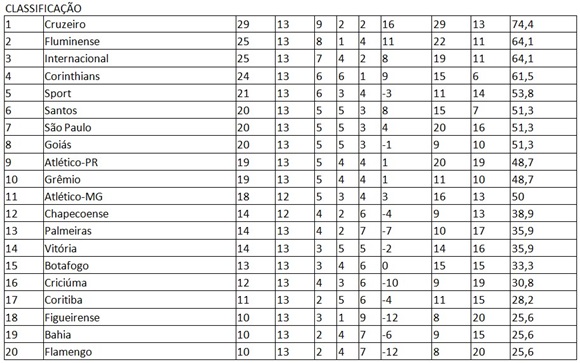 CLASSIFICAÇÃO
1 Cruzeiro 29 13 9 2 2 16 29 13 74,4
2 Fluminense 25 13 8 1 4 11 22 11 64,1
3 Internacional 25 13 7 4 2 8 19 11 64,1
4 Corinthians 24 13 6 6 1 9 15 6 61,5
5 Sport 21 13 6 3 4 -3 11 14 53,8
6 Santos 20 13 5 5 3 8 15 7 51,3
7 São Paulo 20 13 5 5 3 4 20 16 51,3
8 Goiás 20 13 5 5 3 -1 9 10 51,3
9 Atlético-PR 19 13 5 4 4 1 20 19 48,7
10 Grêmio 19 13 5 4 4 1 11 10 48,7
11 Atlético-MG 18 12 5 3 4 3 16 13 50
12 Chapecoense 14 12 4 2 6 -4 9 13 38,9
13 Palmeiras 14 13 4 2 7 -7 10 17 35,9
14 Vitória 14 13 3 5 5 -2 14 16 35,9
15 Botafogo 13 13 3 4 6 0 15 15 33,3
16 Criciúma 12 13 4 3 6 -10 9 19 30,8
17 Coritiba 11 13 2 5 6 -4 11 15 28,2
18 Figueirense 10 13 3 1 9 -12 8 20 25,6
19 Bahia 10 13 2 4 7 -6 9 15 25,6
20 Flamengo 10 13 2 4 7 -12 8 20 25,6